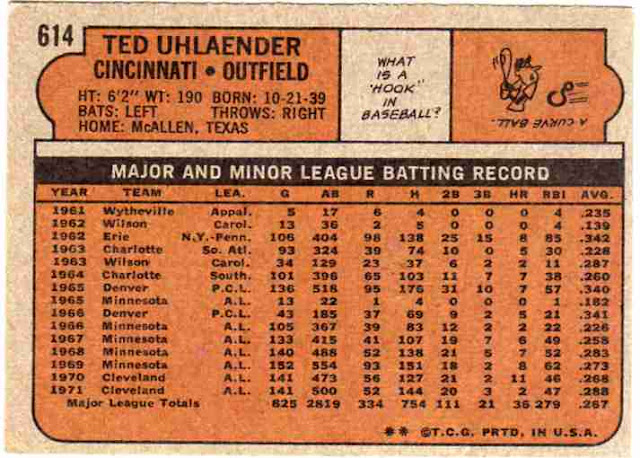 614
TED UHLAENDER
CINCINNATI • OUTFIELD
HT: 6'2" WT: 190 BORN: 10-21-39
BATS: LEFT THROWS: RIGHT
HOME: McALLEN, TEXAS
WHAT
IS A
"HOOK"
IN
BASEBALL?
A CURVE BALL.
MAJOR AND MINOR LEAGUE BATTING RECORD
YEAR TEAM LEA. G AB R H 2B 3B HR RBI AVG.
1961 Wytheville Appal. 5 17 6 4 0 0 0 4 .235
1962 Wilson Carol. 13 36 2 5 0 0 0 4 .139
1962 Erie N.Y.-Penn. 106 404 98 138 25 15 8 85 .342
1963 Charlotte So. Atl. 93 324 39 74 10 0 5 30 .228
1963 Wilson Carol. 34 129 23 37 6 2 2 11 .287
1964 Charlotte South. 101 396 65 103 11 7 7 38 .260
1965 Denver P.C.L. 136 518 95 176 31 10 7 57 .340
1965 Minnesota A.L. 13 22 1 4 0 0 0 1 .182
1966 Denver P.C.L. 43 185 37 69 9 2 5 21 .341
1966 Minnesota A.L. 105 367 39 83 12 2 2 22 .226
1967 Minnesota A.L. 133 415 41 107 19 7 6 49 .258
1968 Minnesota A.L. 140 488 52 138 21 5 7 52 .283
1969 Minnesota A.L. 152 554 93 151 18 2 8 62 .273
1970 Cleveland A.L. 141 473 56 127 21 2 11 46 .268
1971 Cleveland A.L. 141 500 52 144 20 3 2 47 .288
Major League Totals 825 2819 334 754 111 21 36 279 .267
** ©T.C.G. PRTD. IN U.S.A.